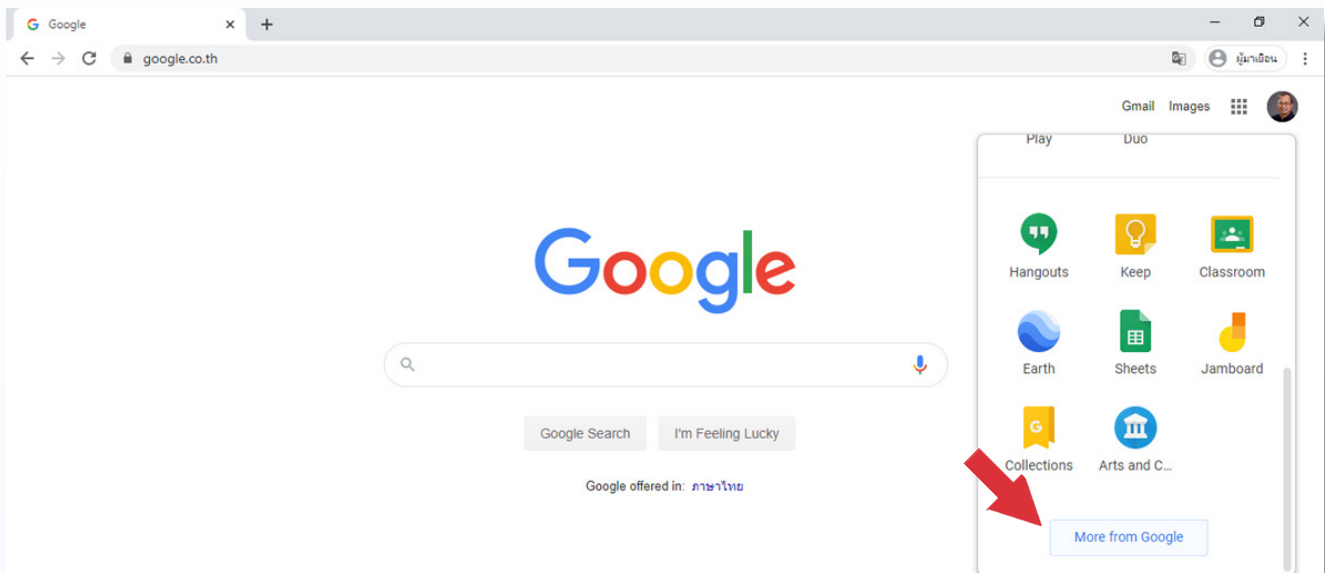 Google
google.co.th
ผู้มาเยือน
Gmail Images
Play Duo
Google
Hangouts Keep Classroom
Earth Sheets Jamboard
G
Collections Arts and C...
Google Search I'm Feeling Lucky
Google offered in: ภาษาไทย
More from Google